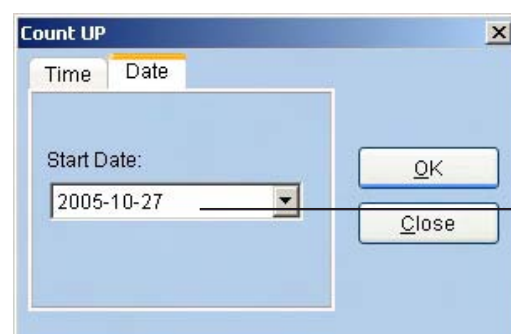 Count UP
Time Date
Start Date:
2005-10-27
OK
Close